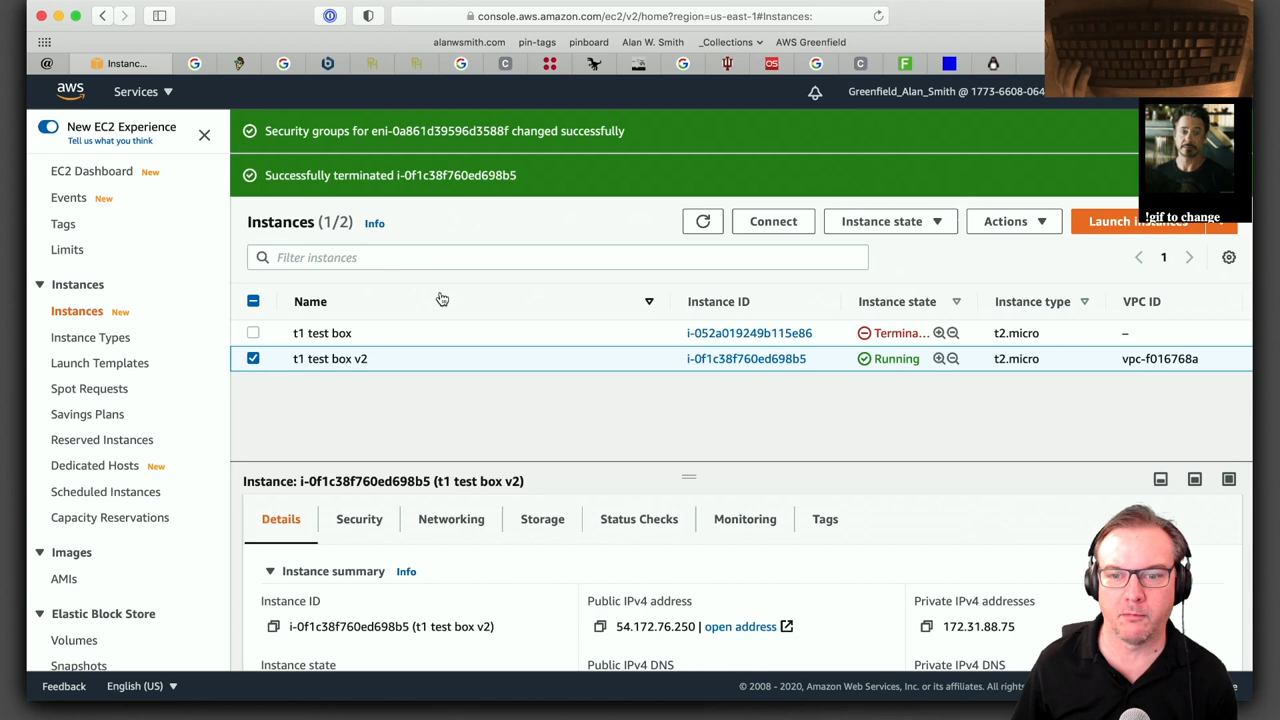 console.aws.amazon.com/ec2/v2/home?region=us-east-1#Instances:
alanwsmith.com pin-tags pinboard Alan W. Smith _Collections AWS Greenfield
Instanc...
aws Services Greenfield_Alan_Smith @ 1773-6608-064
New EC2 Experience
Tell us what you think
EC2 Dashboard New
Events New
Tags
Limits
Instances
Instances New
Instance Types
Launch Templates
Spot Requests
Savings Plans
Reserved Instances
Dedicated Hosts New
Scheduled Instances
Capacity Reservations
Images
AMIs
Elastic Block Store
Volumes
Snapshots
Security groups for eni-0a861d39596d3588f changed successfully
Successfully terminated i-0f1c38f760ed698b5
!gif to change
Instances (1/2) Info Connect Instance state Actions Launch
Filter instances 1
Name Instance ID Instance state Instance type VPC ID
t1 test box i-052a019249b115e86 Termina... t2.micro –
t1 test box v2 i-0f1c38f760ed698b5 Running t2.micro vpc-f016768a
Instance: i-0f1c38f760ed698b5 (t1 test box v2)
Details Security Networking Storage Status Checks Monitoring Tags
Instance summary Info
Instance ID Public IPv4 address Private IPv4 addresses
i-0f1c38f760ed698b5 (t1 test box v2) 54.172.76.250 | open address 172.31.88.75
Instance state Public IPv4 DNS Private IPv4 DNS
Feedback English (US) © 2008 - 2020, Amazon Web Services, Inc. or its affiliates. All